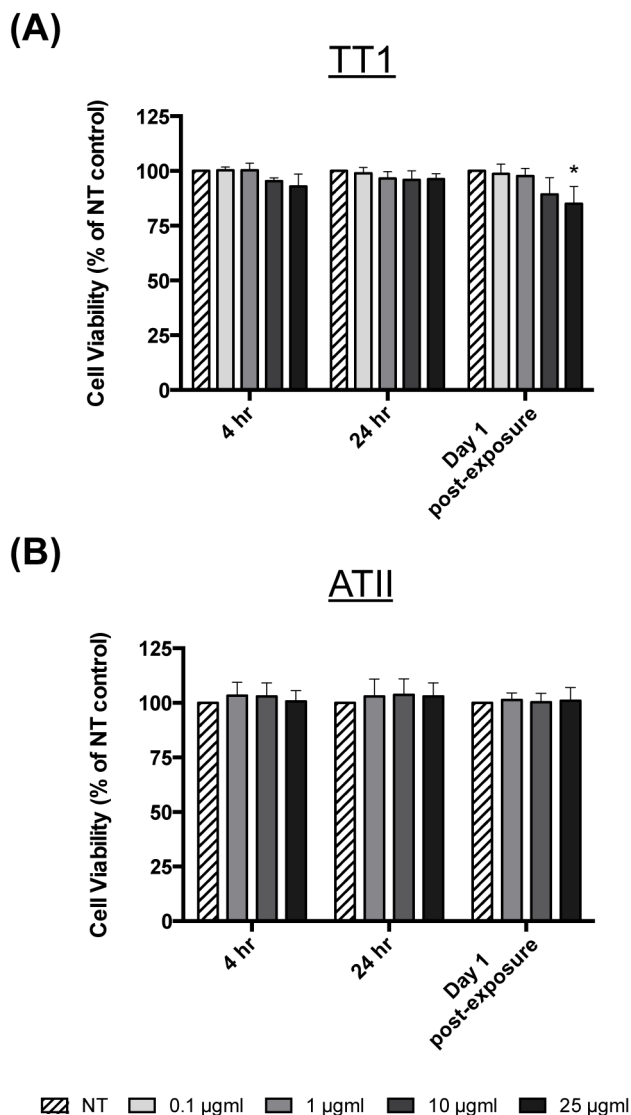 (A)
TT1
Cell Viability (% of NT control)
125
100
75
50
25
0
*
4 hr
24 hr
Day 1
post-exposure
(B)
ATII
Cell Viability (% of NT control)
125
100
75
50
25
0
4 hr
24 hr
Day 1
post-exposure
NT 0.1 µgml 1 µgml 10 µgml 25 µgml